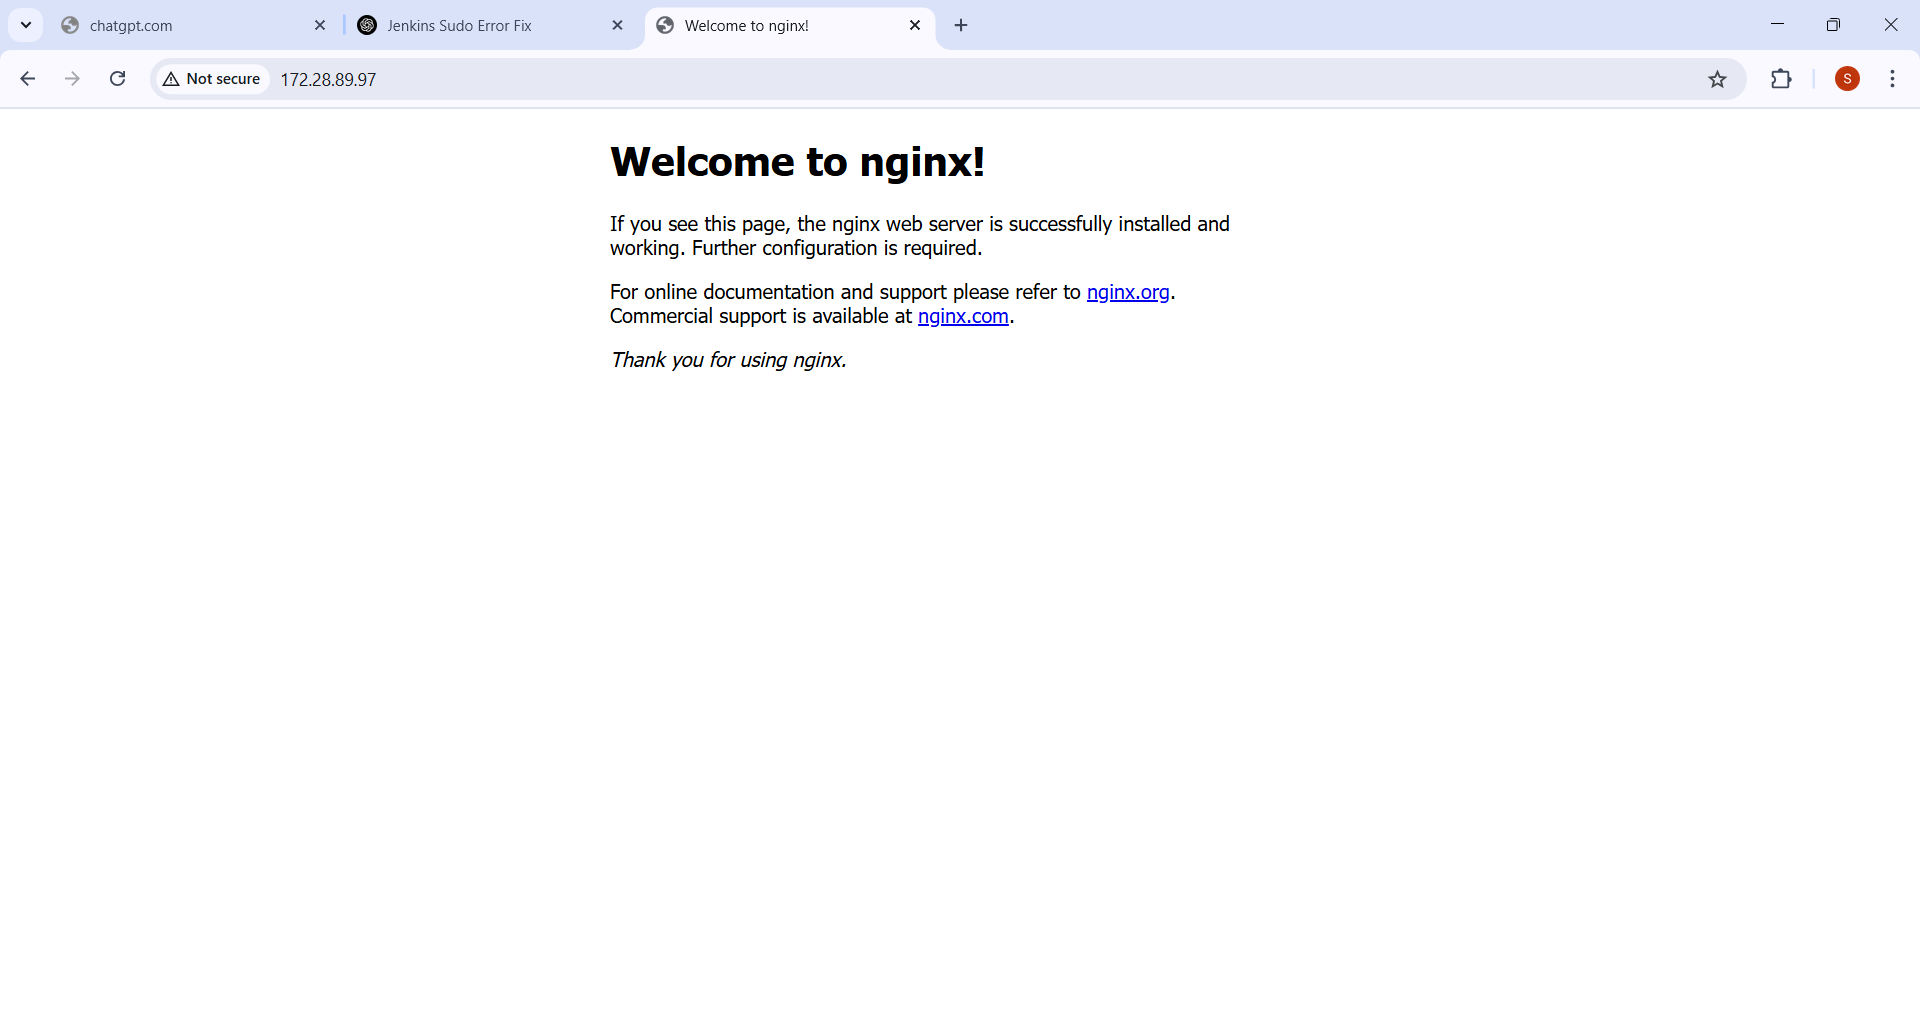 chatgpt.com
Jenkins Sudo Error Fix
Welcome to nginx!
Not secure
172.28.89.97
S
Welcome to nginx!
If you see this page, the nginx web server is successfully installed and
working. Further configuration is required.
For online documentation and support please refer to nginx.org.
Commercial support is available at nginx.com.
Thank you for using nginx.